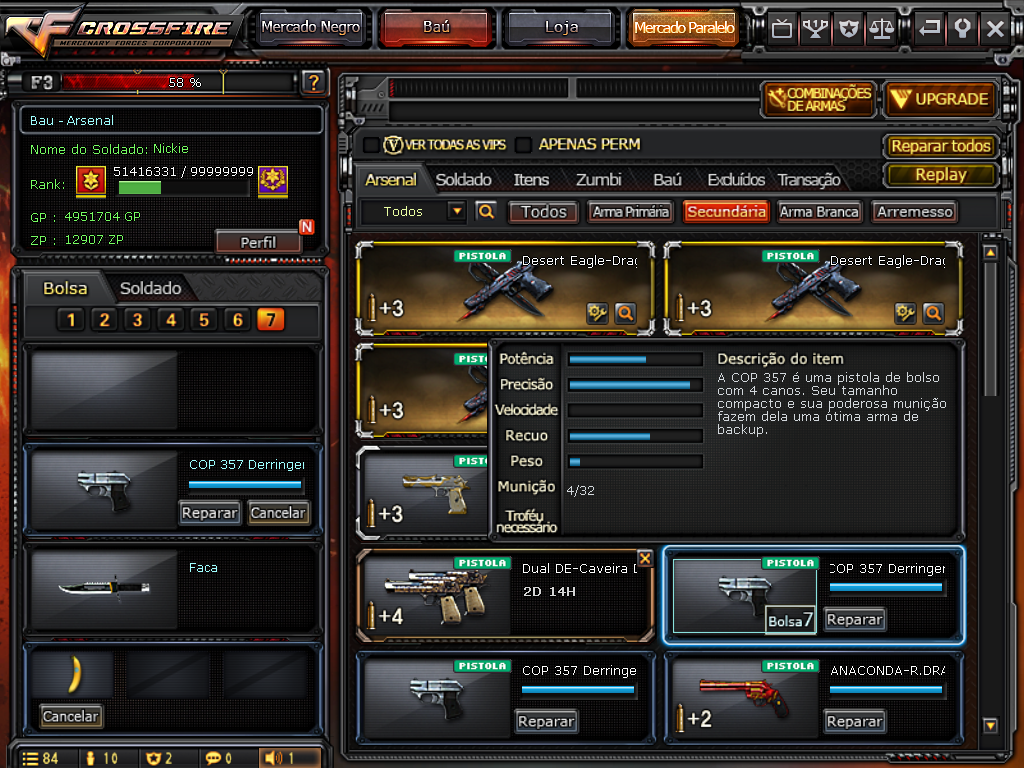 CROSSFIRE
MERCENARY FORCES CORPORATION
Mercado Negro
Baú
Loja
Mercado Paralelo
F3
58 %
?
COMBINAÇÕES
DE ARMAS
UPGRADE
Bau - Arsenal
Nome do Soldado: Nickie
Rank:
51416331 / 99999999
GP : 4951704 GP
ZP : 12907 ZP
N
Perfil
V VER TODAS AS VIPS
APENAS PERM
Reparar todos
Replay
Arsenal
Soldado
Itens
Zumbi
Baú
Excluídos
Transação
Todos
Todos
Arma Primária
Secundária
Arma Branca
Arremesso
Bolsa
Soldado
1 2 3 4 5 6 7
COP 357 Derringer
Reparar
Cancelar
Faca
Cancelar
84
10
2
0
1
PISTOLA
Desert Eagle-Drag
+3
PISTOLA
Desert Eagle-Drag
+3
PIST
+3
PIST
+3
Potência
Precisão
Velocidade
Recuo
Peso
Munição
4/32
Troféu
necessário
Descrição do item
A COP 357 é uma pistola de bolso
com 4 canos. Seu tamanho
compacto e sua poderosa munição
fazem dela uma ótima arma de
backup.
PISTOLA
Dual DE-Caveira D
2D 14H
+4
PISTOLA
COP 357 Derringer
Bolsa7
Reparar
PISTOLA
COP 357 Derringe
Reparar
PISTOLA
ANACONDA-R.DRA
+2
Reparar